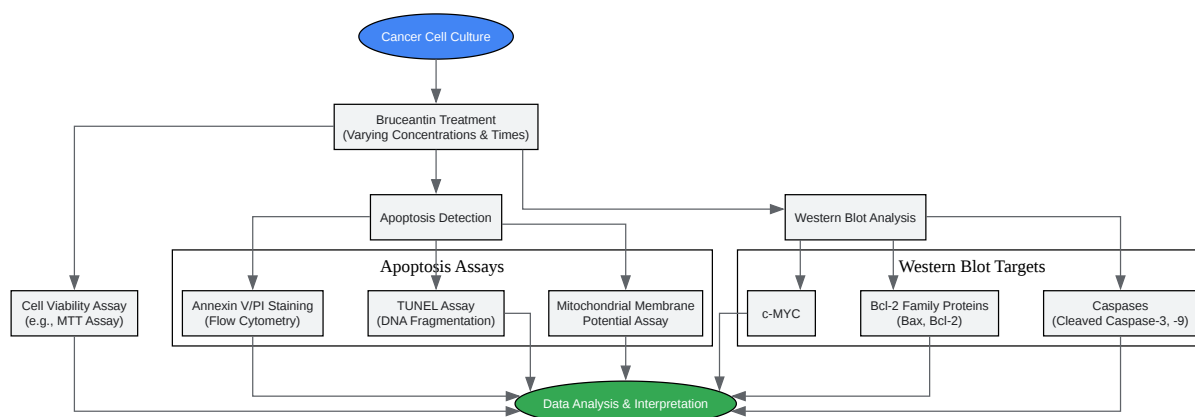 Cancer Cell Culture
Bruceantin Treatment
(Varying Concentrations & Times)
Apoptosis Detection
Western Blot Analysis
Apoptosis Assays
Western Blot Targets
Cell Viability Assay
(e.g., MTT Assay)
Annexin V/PI Staining
(Flow Cytometry)
TUNEL Assay
(DNA Fragmentation)
Mitochondrial Membrane
Potential Assay
c-MYC
Bcl-2 Family Proteins
(Bax, Bcl-2)
Caspases
(Cleaved Caspase-3, -9)
Data Analysis & Interpretation